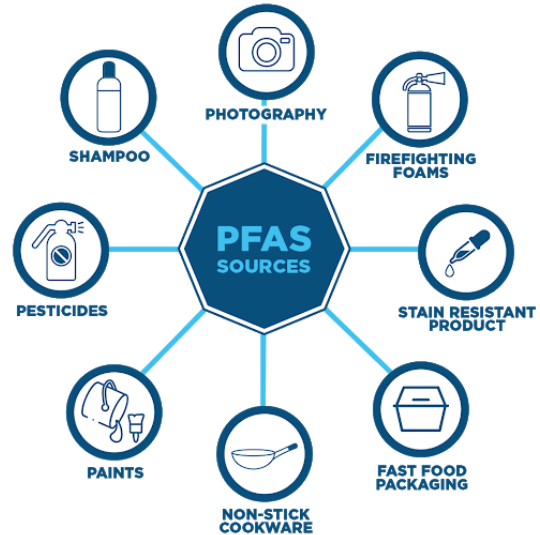 PHOTOGRAPHY
SHAMPOO
FIREFIGHTING
FOAMS
PFAS
SOURCES
PESTICIDES
STAIN RESISTANT
PRODUCT
PAINTS
FAST FOOD
PACKAGING
NON-STICK
COOKWARE